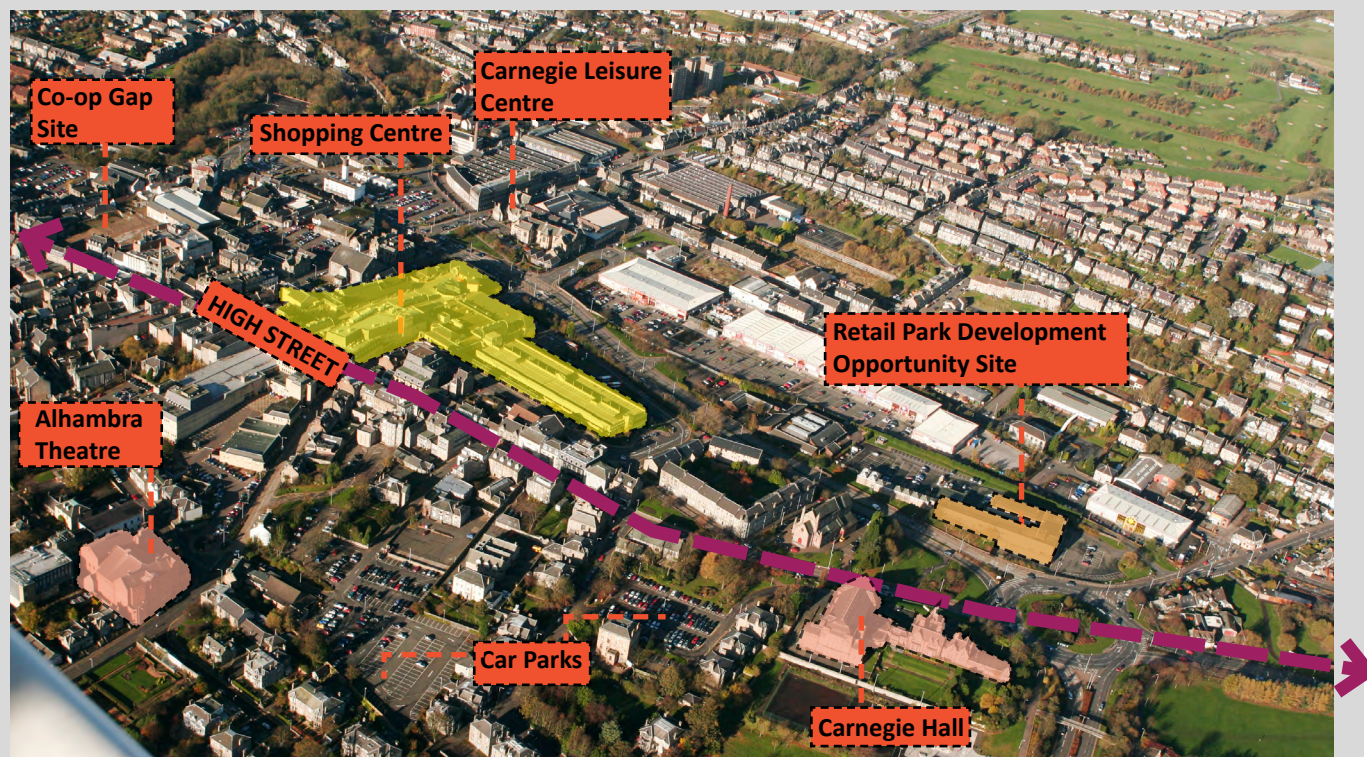 Co-op Gap
Site
Shopping Centre
Carnegie Leisure
Centre
HIGH STREET
Retail Park Development
Opportunity Site
Alhambra
Theatre
Car Parks
Carnegie Hall